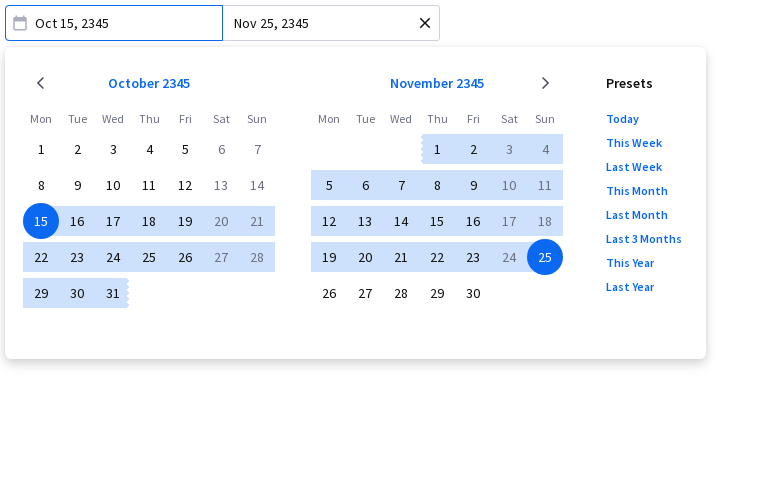 Oct 15, 2345 Nov 25, 2345
October 2345
Mon Tue Wed Thu Fri Sat Sun
1 2 3 4 5 6 7
8 9 10 11 12 13 14
15 16 17 18 19 20 21
22 23 24 25 26 27 28
29 30 31
November 2345
Mon Tue Wed Thu Fri Sat Sun
1 2 3 4
5 6 7 8 9 10 11
12 13 14 15 16 17 18
19 20 21 22 23 24 25
26 27 28 29 30
Presets
Today
This Week
Last Week
This Month
Last Month
Last 3 Months
This Year
Last Year